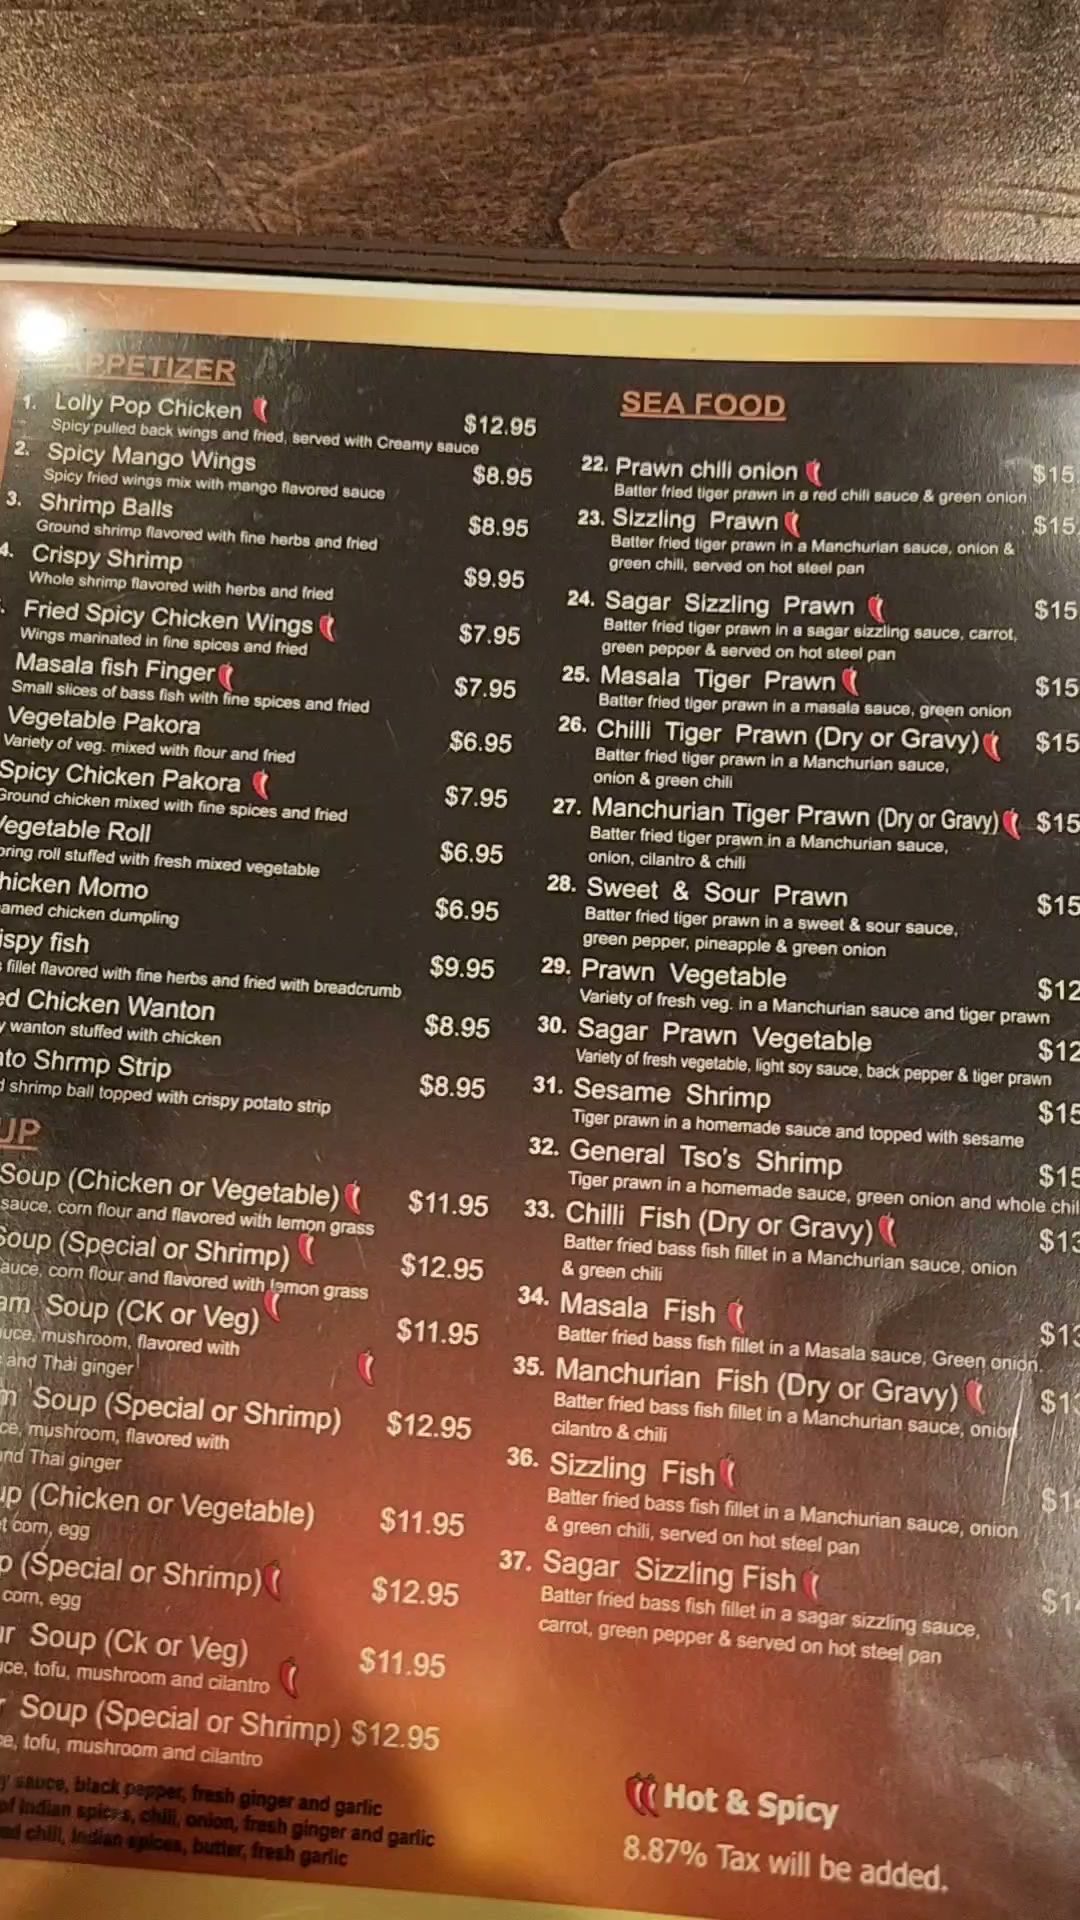 APPETIZER
1. Lolly Pop Chicken $12.95
Spicy pulled back wings and fried, served with Creamy sauce
2. Spicy Mango Wings $8.95
Spicy fried wings mix with mango flavored sauce
3. Shrimp Balls $8.95
Ground shrimp flavored with fine herbs and fried
4. Crispy Shrimp $9.95
Whole shrimp flavored with herbs and fried
Fried Spicy Chicken Wings $7.95
Wings marinated in fine spices and fried
Masala fish Finger $7.95
Small slices of bass fish with fine spices and fried
Vegetable Pakora $6.95
Variety of veg. mixed with flour and fried
Spicy Chicken Pakora $7.95
Ground chicken mixed with fine spices and fried
Vegetable Roll $6.95
pring roll stuffed with fresh mixed vegetable
hicken Momo $6.95
amed chicken dumpling
ispy fish $9.95
fillet flavored with fine herbs and fried with breadcrumb
ed Chicken Wanton $8.95
y wanton stuffed with chicken
to Shrmp Strip $8.95
d shrimp ball topped with crispy potato strip
UP
Soup (Chicken or Vegetable) $11.95
sauce, corn flour and flavored with lemon grass
Soup (Special or Shrimp) $12.95
auce, corn flour and flavored with lemon grass
am Soup (CK or Veg) $11.95
uce, mushroom, flavored with
and Thai ginger
m Soup (Special or Shrimp) $12.95
ce, mushroom, flavored with
and Thai ginger
up (Chicken or Vegetable) $11.95
t corn, egg
p (Special or Shrimp) $12.95
corn, egg
ur Soup (Ck or Veg) $11.95
uce, tofu, mushroom and cilantro
r Soup (Special or Shrimp) $12.95
ce, tofu, mushroom and cilantro
y sauce, black pepper, fresh ginger and garlic
of Indian spices, chili, onion, fresh ginger and garlic
ed chili, Indian spices, butter, fresh garlic
SEA FOOD
22. Prawn chili onion $15.
Batter fried tiger prawn in a red chili sauce & green onion
23. Sizzling Prawn $15.
Batter fried tiger prawn in a Manchurian sauce, onion &
green chili, served on hot steel pan
24. Sagar Sizzling Prawn $15
Batter fried tiger prawn in a sagar sizzling sauce, carrot,
green pepper & served on hot steel pan
25. Masala Tiger Prawn $15
Batter fried tiger prawn in a masala sauce, green onion
26. Chilli Tiger Prawn (Dry or Gravy) $15
Batter fried tiger prawn in a Manchurian sauce,
onion & green chili
27. Manchurian Tiger Prawn (Dry or Gravy) $15
Batter fried tiger prawn in a Manchurian sauce,
onion, cilantro & chili
28. Sweet & Sour Prawn $15
Batter fried tiger prawn in a sweet & sour sauce,
green pepper, pineapple & green onion
29. Prawn Vegetable $12
Variety of fresh veg. in a Manchurian sauce and tiger prawn
30. Sagar Prawn Vegetable $12
Variety of fresh vegetable, light soy sauce, back pepper & tiger prawn
31. Sesame Shrimp $15
Tiger prawn in a homemade sauce and topped with sesame
32. General Tso's Shrimp $15
Tiger prawn in a homemade sauce, green onion and whole chil
33. Chilli Fish (Dry or Gravy) $13
Batter fried bass fish fillet in a Manchurian sauce, onion
& green chili
34. Masala Fish $13
Batter fried bass fish fillet in a Masala sauce, Green onion.
35. Manchurian Fish (Dry or Gravy) $13
Batter fried bass fish fillet in a Manchurian sauce, onion
cilantro & chili
36. Sizzling Fish $1
Batter fried bass fish fillet in a Manchurian sauce, onion
& green chili, served on hot steel pan
37. Sagar Sizzling Fish $1
Batter fried bass fish fillet in a sagar sizzling sauce,
carrot, green pepper & served on hot steel pan
Hot & Spicy
8.87% Tax will be added.